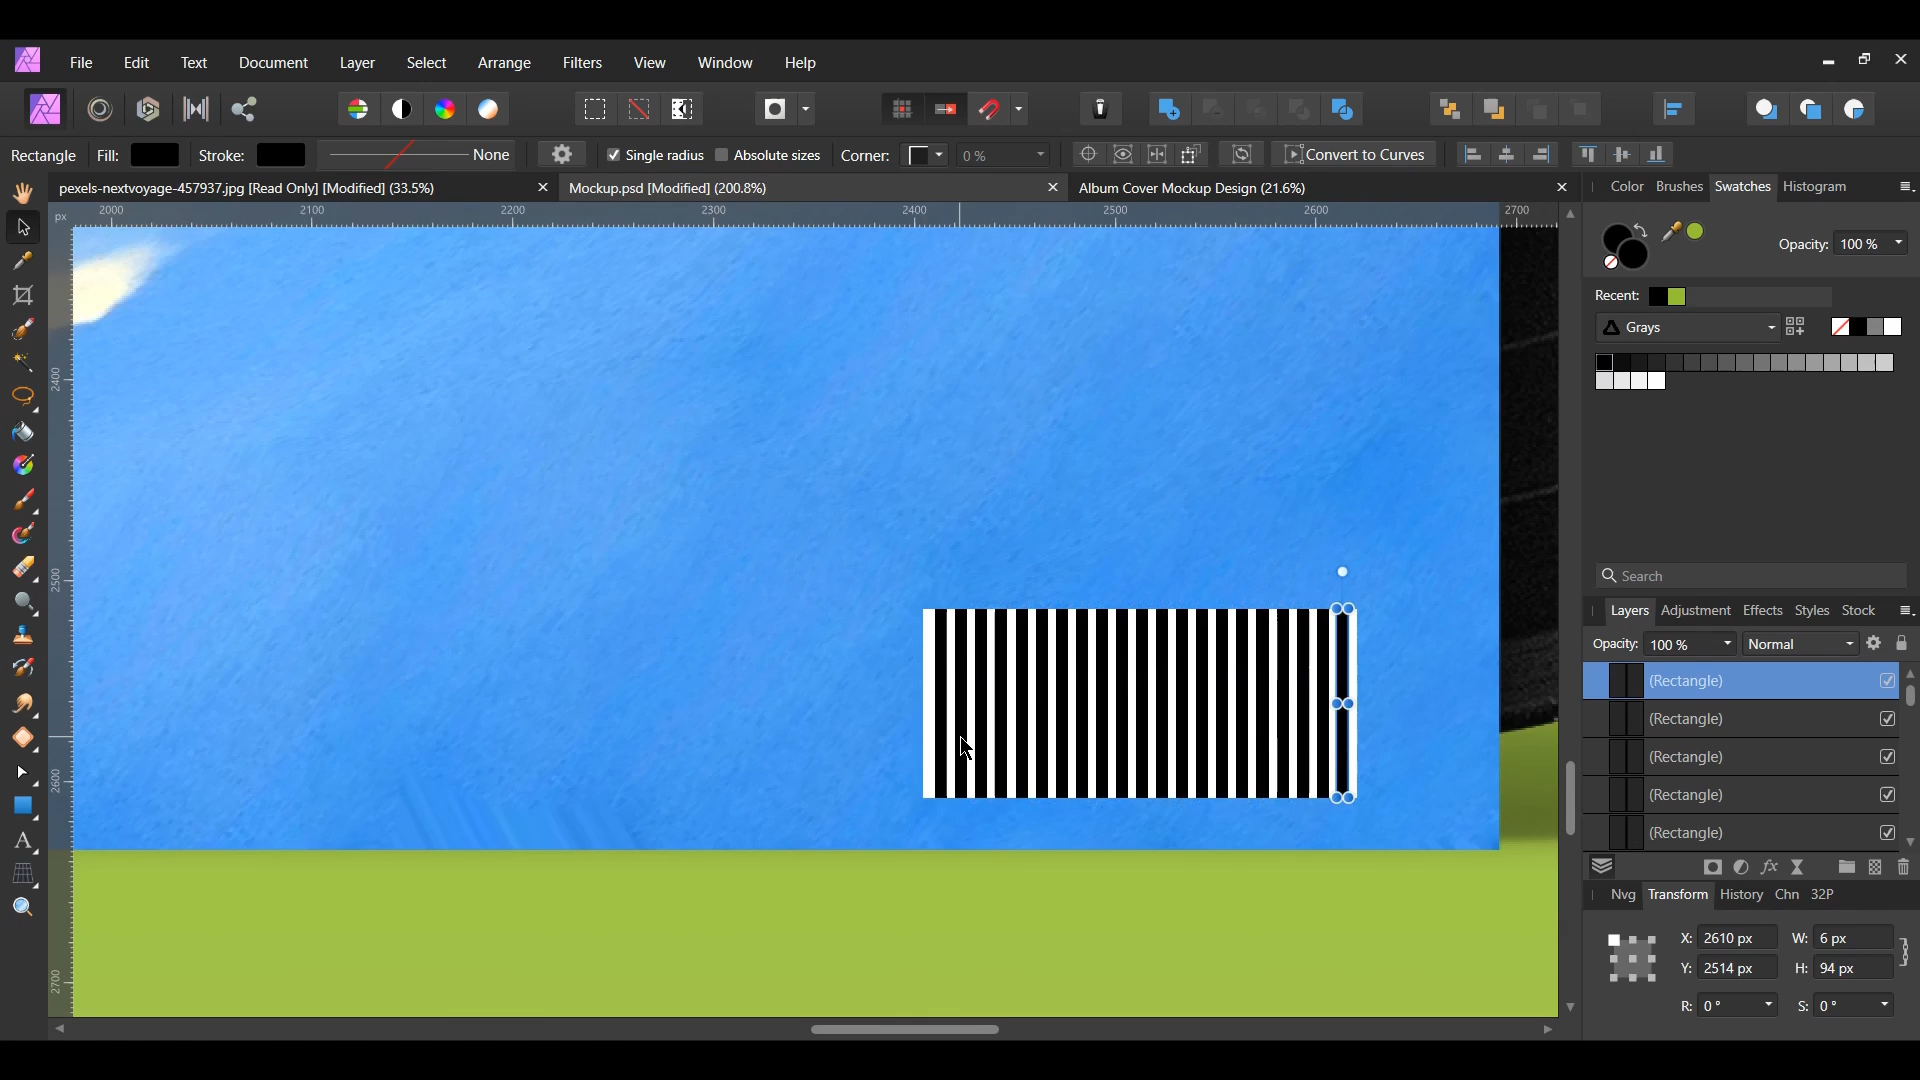 File Edit Text Document Layer Select Arrange Filters View Window Help
Rectangle Fill: Stroke: None Single radius Absolute sizes Corner: 0 % Convert to Curves
pexels-nextvoyage-457937.jpg [Read Only] [Modified] (33.5%) Mockup.psd [Modified] (200.8%) Album Cover Mockup Design (21.6%)
Color Brushes Swatches Histogram
px 2000 2100 2200 2300 2400 2500 2600 2700
Opacity: 100 %
Recent:
Grays
2400
2500
2600
2700
Search
Layers Adjustment Effects Styles Stock
Opacity: 100 % Normal
(Rectangle)
(Rectangle)
(Rectangle)
(Rectangle)
(Rectangle)
Nvg Transform History Chn 32P
X: 2610 px W: 6 px
Y: 2514 px H: 94 px
R: 0 ° S: 0 °